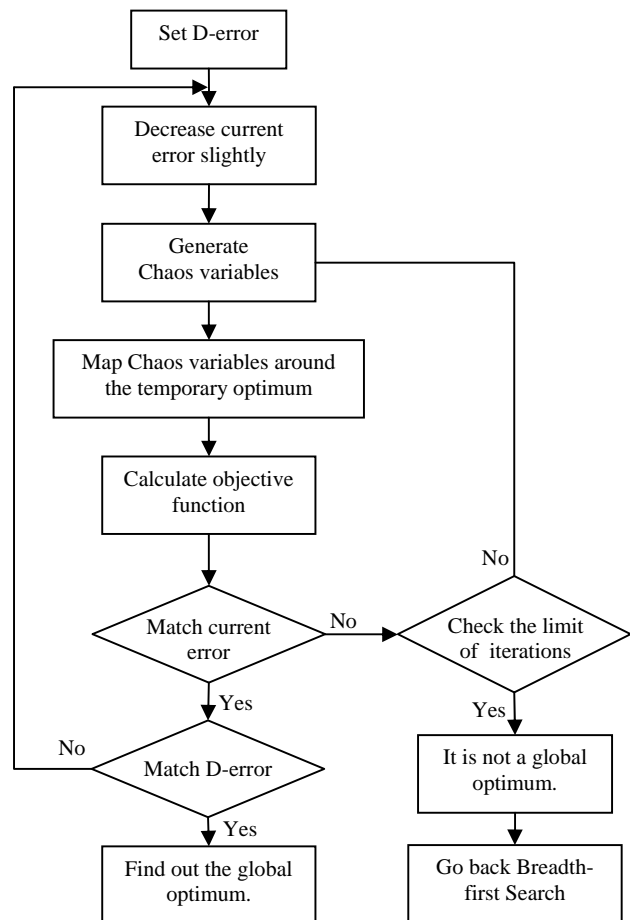 Set D-error
Decrease current
error slightly
Generate
Chaos variables
Map Chaos variables around
the temporary optimum
Calculate objective
function
No
Match current
error
No
Check the limit
of iterations
Yes
Yes
No
Match D-error
It is not a global
optimum.
Yes
Find out the global
optimum.
Go back Breadth-
first Search